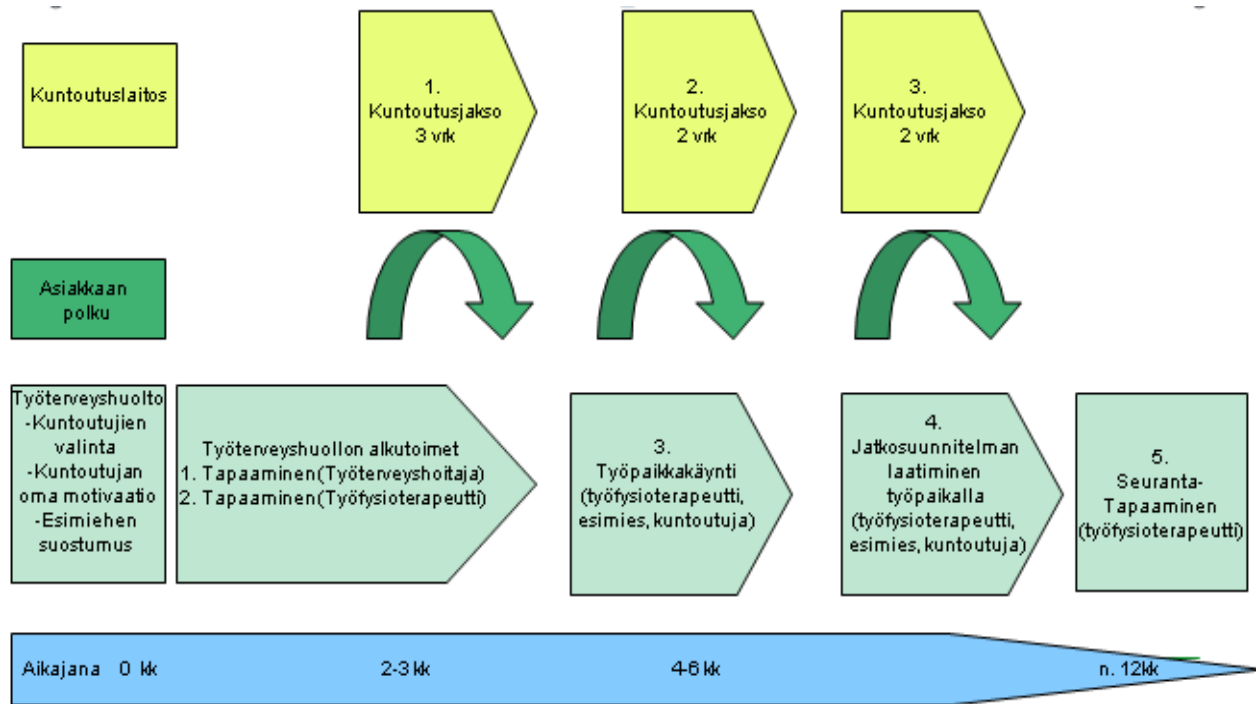 Kuntoutuslaitos
1.
Kuntoutusjakso
3 vrk
2.
Kuntoutusjakso
2 vrk
3.
Kuntoutusjakso
2 vrk
Asiakkaan
polku
Työterveyshuolto
-Kuntoutujien
valinta
-Kuntoutujan
oma motivaatio
-Esimiehen
suostumus
Työterveyshuollon alkutoimet
1. Tapaaminen(Työterveyshoitaja)
2. Tapaaminen(Työfysioterapeutti)
3.
Työpaikkakäynti
(työfysioterapeutti,
esimies, kuntoutuja)
4.
Jatkosuunnitelman
laatiminen
työpaikalla
(työfysioterapeutti,
esimies, kuntoutuja)
5.
Seuranta-
Tapaaminen
(työfysioterapeutti)
Aikajana 0 kk 2-3 kk 4-6 kk n. 12kk